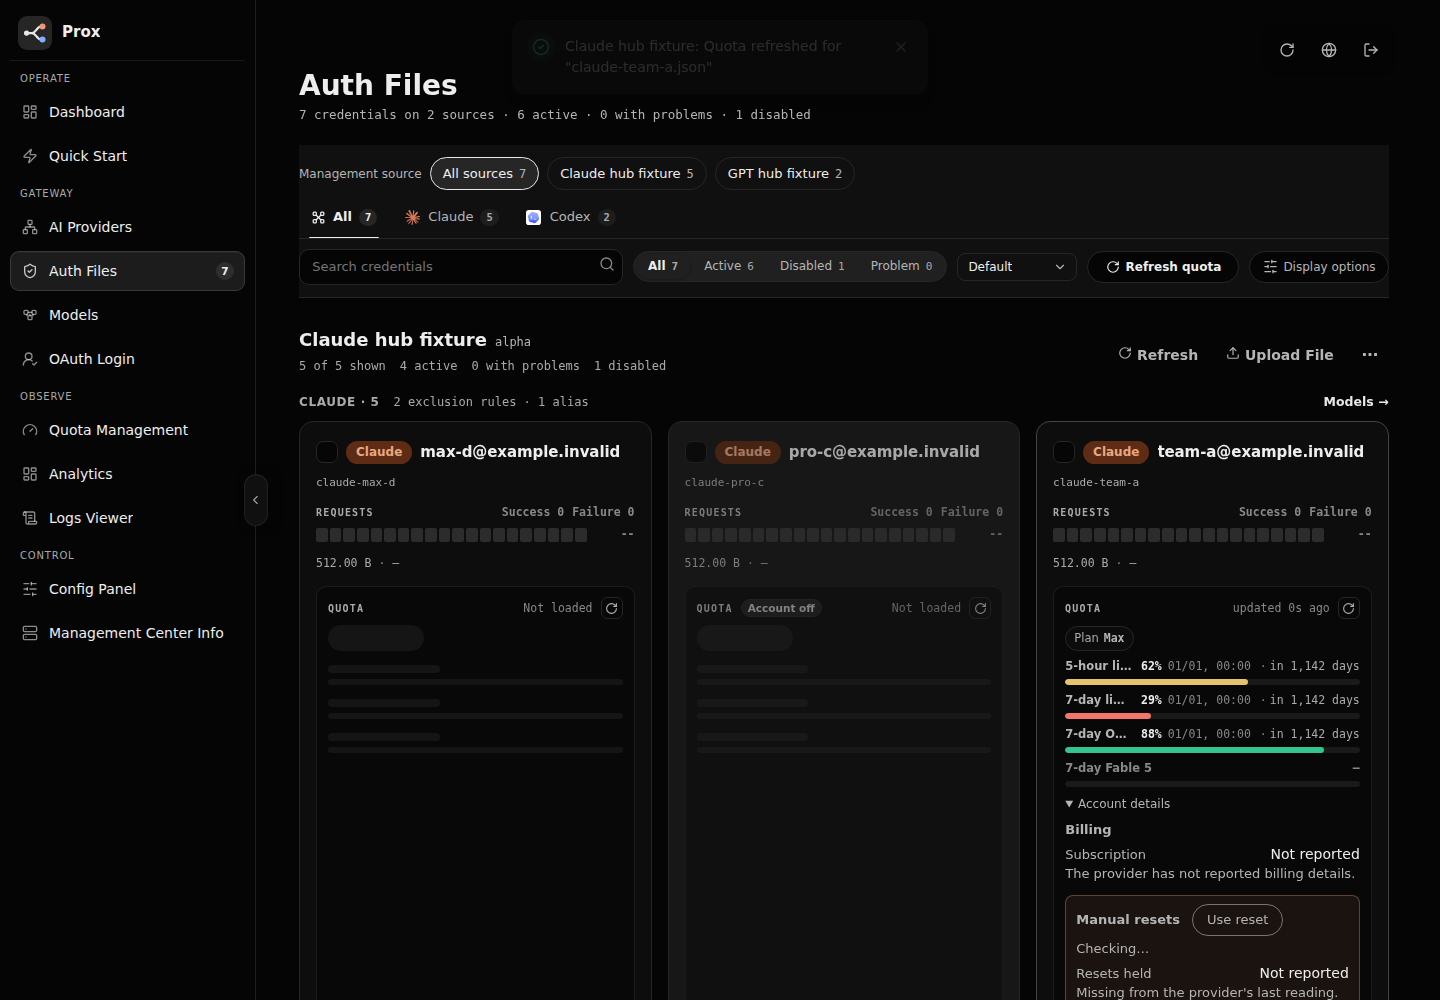 Prox
OPERATE
Dashboard
Quick Start
GATEWAY
AI Providers
Auth Files 7
Models
OAuth Login
OBSERVE
Quota Management
Analytics
Logs Viewer
CONTROL
Config Panel
Management Center Info
Claude hub fixture: Quota refreshed for
"claude-team-a.json"
Auth Files
7 credentials on 2 sources · 6 active · 0 with problems · 1 disabled
Management source All sources 7 Claude hub fixture 5 GPT hub fixture 2
All 7 Claude 5 Codex 2
Search credentials All 7 Active 6 Disabled 1 Problem 0 Default Refresh quota Display options
Claude hub fixture alpha
5 of 5 shown 4 active 0 with problems 1 disabled
Refresh Upload File ···
CLAUDE · 5 2 exclusion rules · 1 alias Models →
Claude max-d@example.invalid
claude-max-d
REQUESTS Success 0 Failure 0
--
512.00 B · —
QUOTA Not loaded
Claude pro-c@example.invalid
claude-pro-c
REQUESTS Success 0 Failure 0
--
512.00 B · —
QUOTA Account off Not loaded
Claude team-a@example.invalid
claude-team-a
REQUESTS Success 0 Failure 0
--
512.00 B · —
QUOTA updated 0s ago
Plan Max
5-hour li... 62% 01/01, 00:00 · in 1,142 days
7-day li... 29% 01/01, 00:00 · in 1,142 days
7-day O... 88% 01/01, 00:00 · in 1,142 days
7-day Fable 5 —
▼ Account details
Billing
Subscription Not reported
The provider has not reported billing details.
Manual resets Use reset
Checking…
Resets held Not reported
Missing from the provider's last reading.